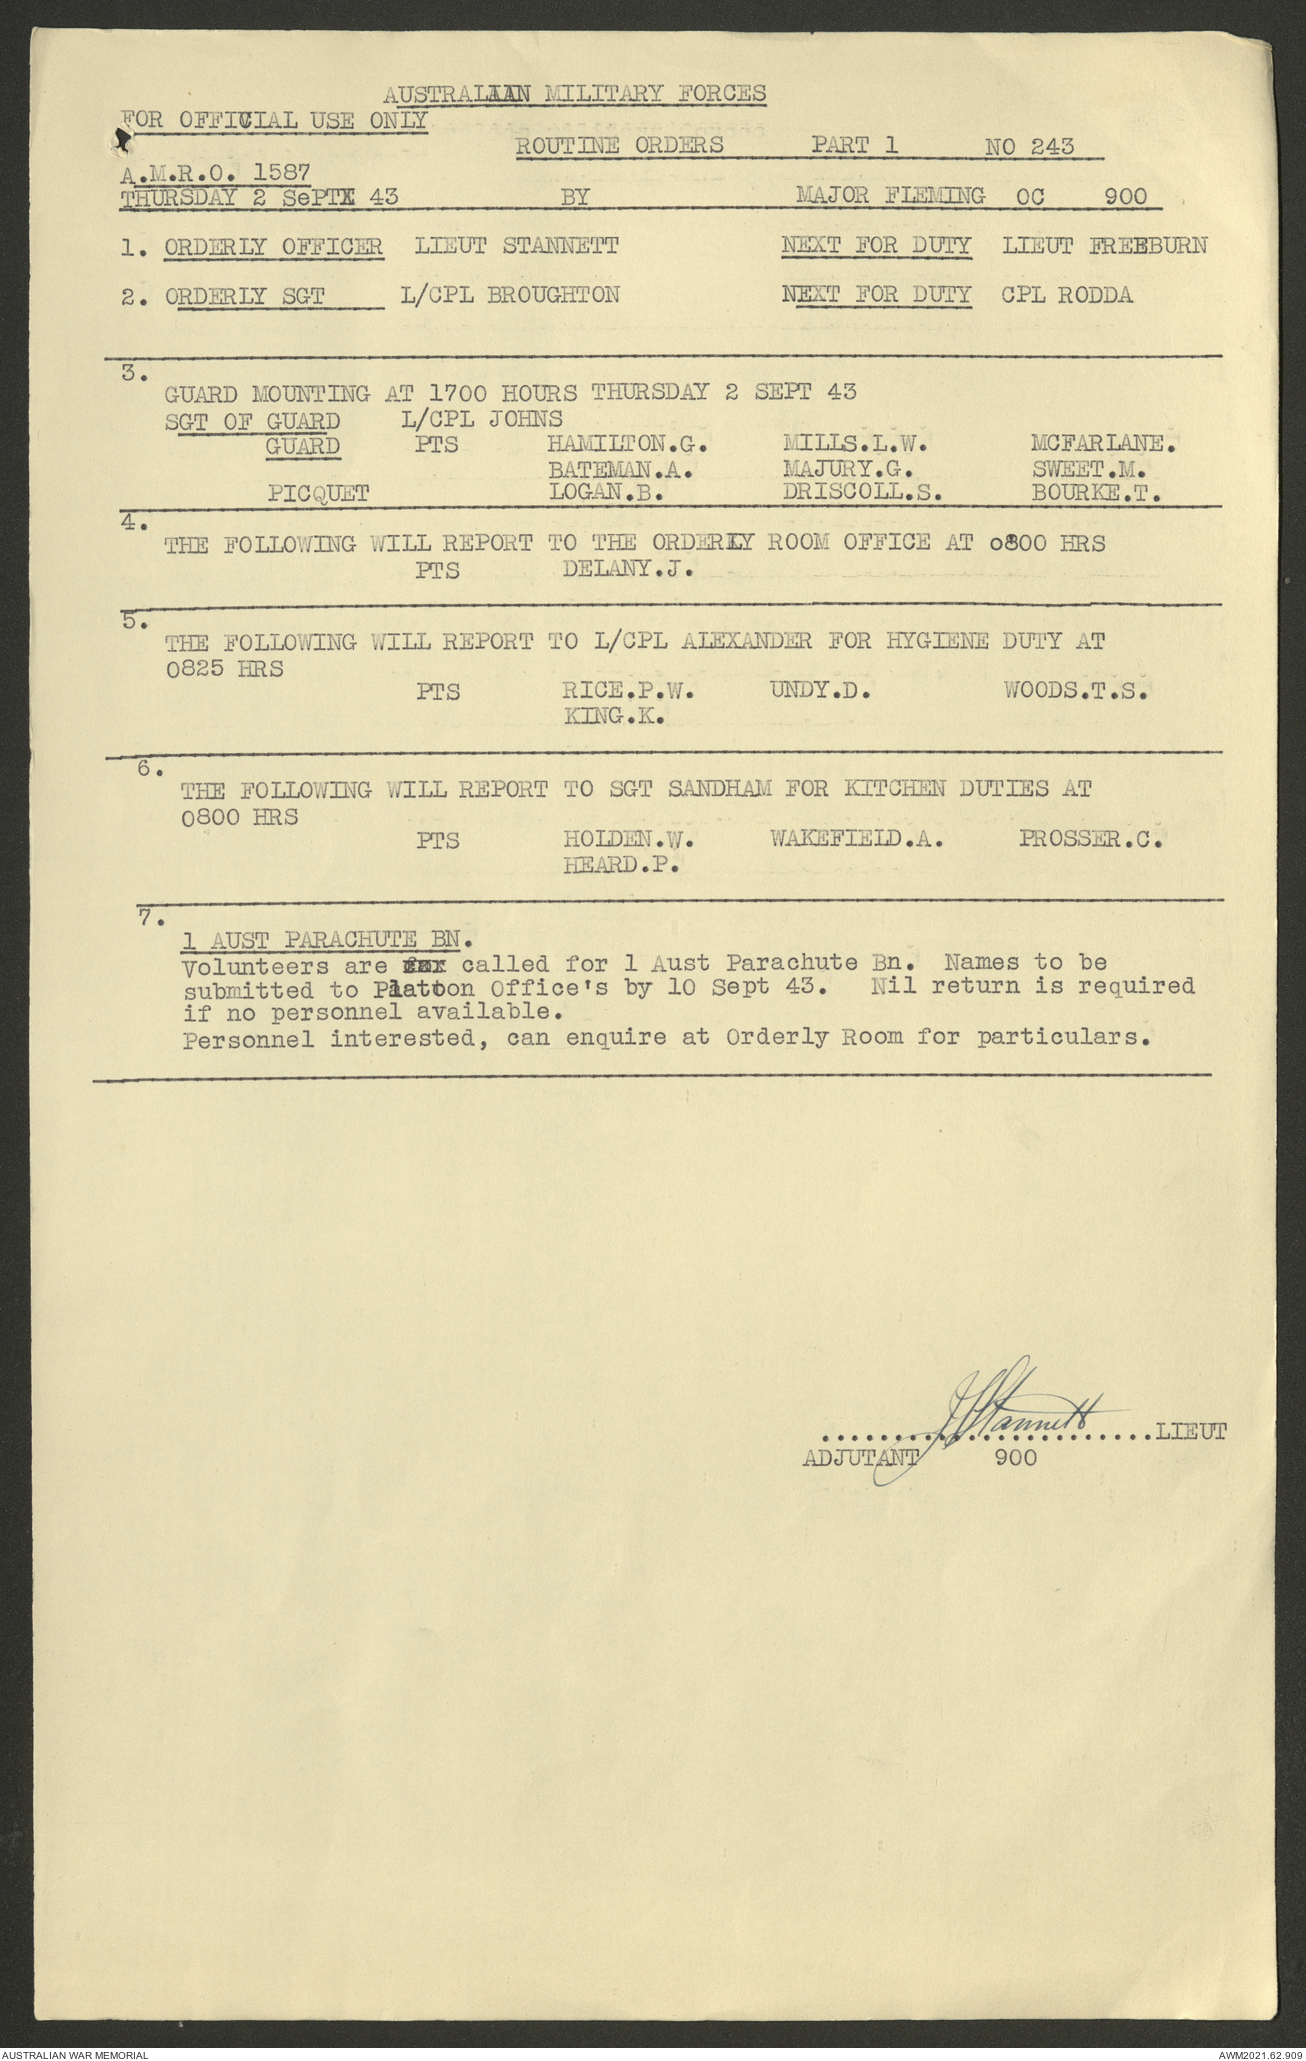 AUSTRALIAN MILITARY FORCES
FOR OFFICIAL USE ONLY
ROUTINE ORDERS PART 1 NO 243
A.M.R.O. 1587
THURSDAY 2 SePT 43 BY MAJOR FLEMING OC 900
1. ORDERLY OFFICER LIEUT STANNETT NEXT FOR DUTY LIEUT FREEBURN
2. ORDERLY SGT L/CPL BROUGHTON NEXT FOR DUTY CPL RODDA
3.
GUARD MOUNTING AT 1700 HOURS THURSDAY 2 SEPT 43
SGT OF GUARD L/CPL JOHNS
GUARD PTS HAMILTON.G. MILLS.L.W. MCFARLANE.
BATEMAN.A. MAJURY.G. SWEET.M.
PICQUET LOGAN.B. DRISCOLL.S. BOURKE.T.
4.
THE FOLLOWING WILL REPORT TO THE ORDERLY ROOM OFFICE AT 0800 HRS
PTS DELANY.J.
5.
THE FOLLOWING WILL REPORT TO L/CPL ALEXANDER FOR HYGIENE DUTY AT
0825 HRS
PTS RICE.P.W. UNDY.D. WOODS.T.S.
KING.K.
6.
THE FOLLOWING WILL REPORT TO SGT SANDHAM FOR KITCHEN DUTIES AT
0800 HRS
PTS HOLDEN.W. WAKEFIELD.A. PROSSER.C.
HEARD.P.
7.
1 AUST PARACHUTE BN.
Volunteers are called for 1 Aust Parachute Bn. Names to be
submitted to Platoon Office's by 10 Sept 43. Nil return is required
if no personnel available.
Personnel interested, can enquire at Orderly Room for particulars.
J Stannett
..........................LIEUT
ADJUTANT 900
AUSTRALIAN WAR MEMORIAL AWM2021.62.909